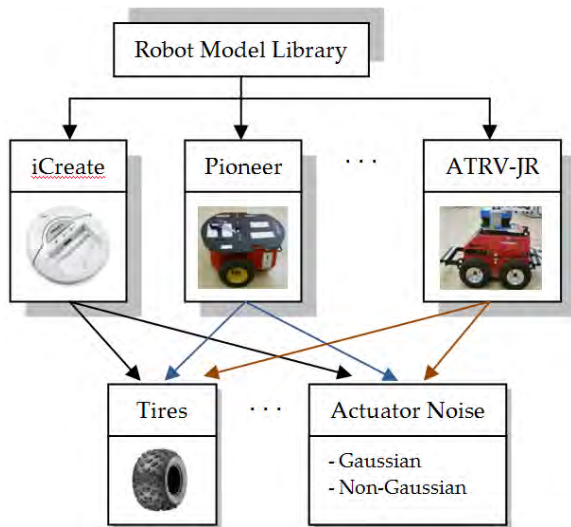 Robot Model Library
iCreate
Pioneer
. . .
ATRV-JR
Tires
. . .
Actuator Noise
- Gaussian
- Non-Gaussian